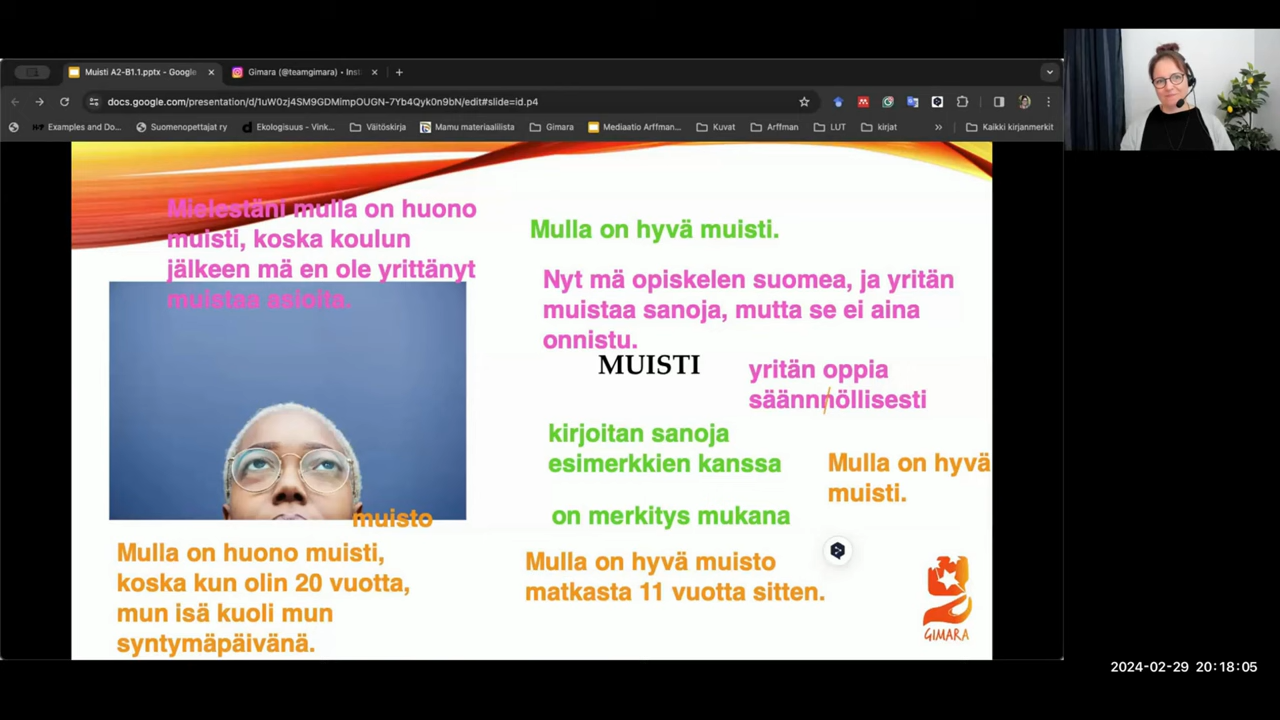 Muisti A2-B1.1.pptx - Google
Gimara (@teamgimara) • Inst
docs.google.com/presentation/d/1uW0zj4SM9GDMimpOUGN-7Yb4Qyk0n9bN/edit#slide=id.p4
Examples and Do...
Suomenopettajat ry
Ekologisuus - Vink...
Väitöskirja
Mamu materiaalilista
Gimara
Mediaatio Arffman...
Kuvat
Arffman
LUT
kirjat
»
Kaikki kirjanmerkit
Mielestäni mulla on huono
muisti, koska koulun
jälkeen mä en ole yrittänyt
muistaa asioita.
Mulla on hyvä muisti.
Nyt mä opiskelen suomea, ja yritän
muistaa sanoja, mutta se ei aina
onnistu.
MUISTI
yritän oppia
säännnöllisesti
kirjoitan sanoja
esimerkkien kanssa
Mulla on hyvä
muisti.
on merkitys mukana
muisto
Mulla on huono muisti,
koska kun olin 20 vuotta,
mun isä kuoli mun
syntymäpäivänä.
Mulla on hyvä muisto
matkasta 11 vuotta sitten.
GIMARA
2024-02-29 20:18:05